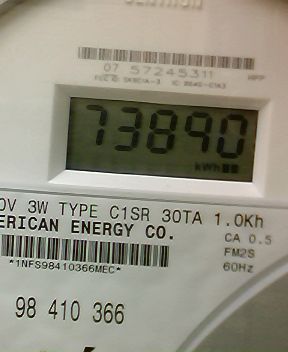 07 57245311
73890
kWh
0V 3W TYPE C1SR 30TA 1.0Kh
ERICAN ENERGY CO.
CA 0.5
FM2S
60Hz
*1NFS98410366MEC*
98 410 366